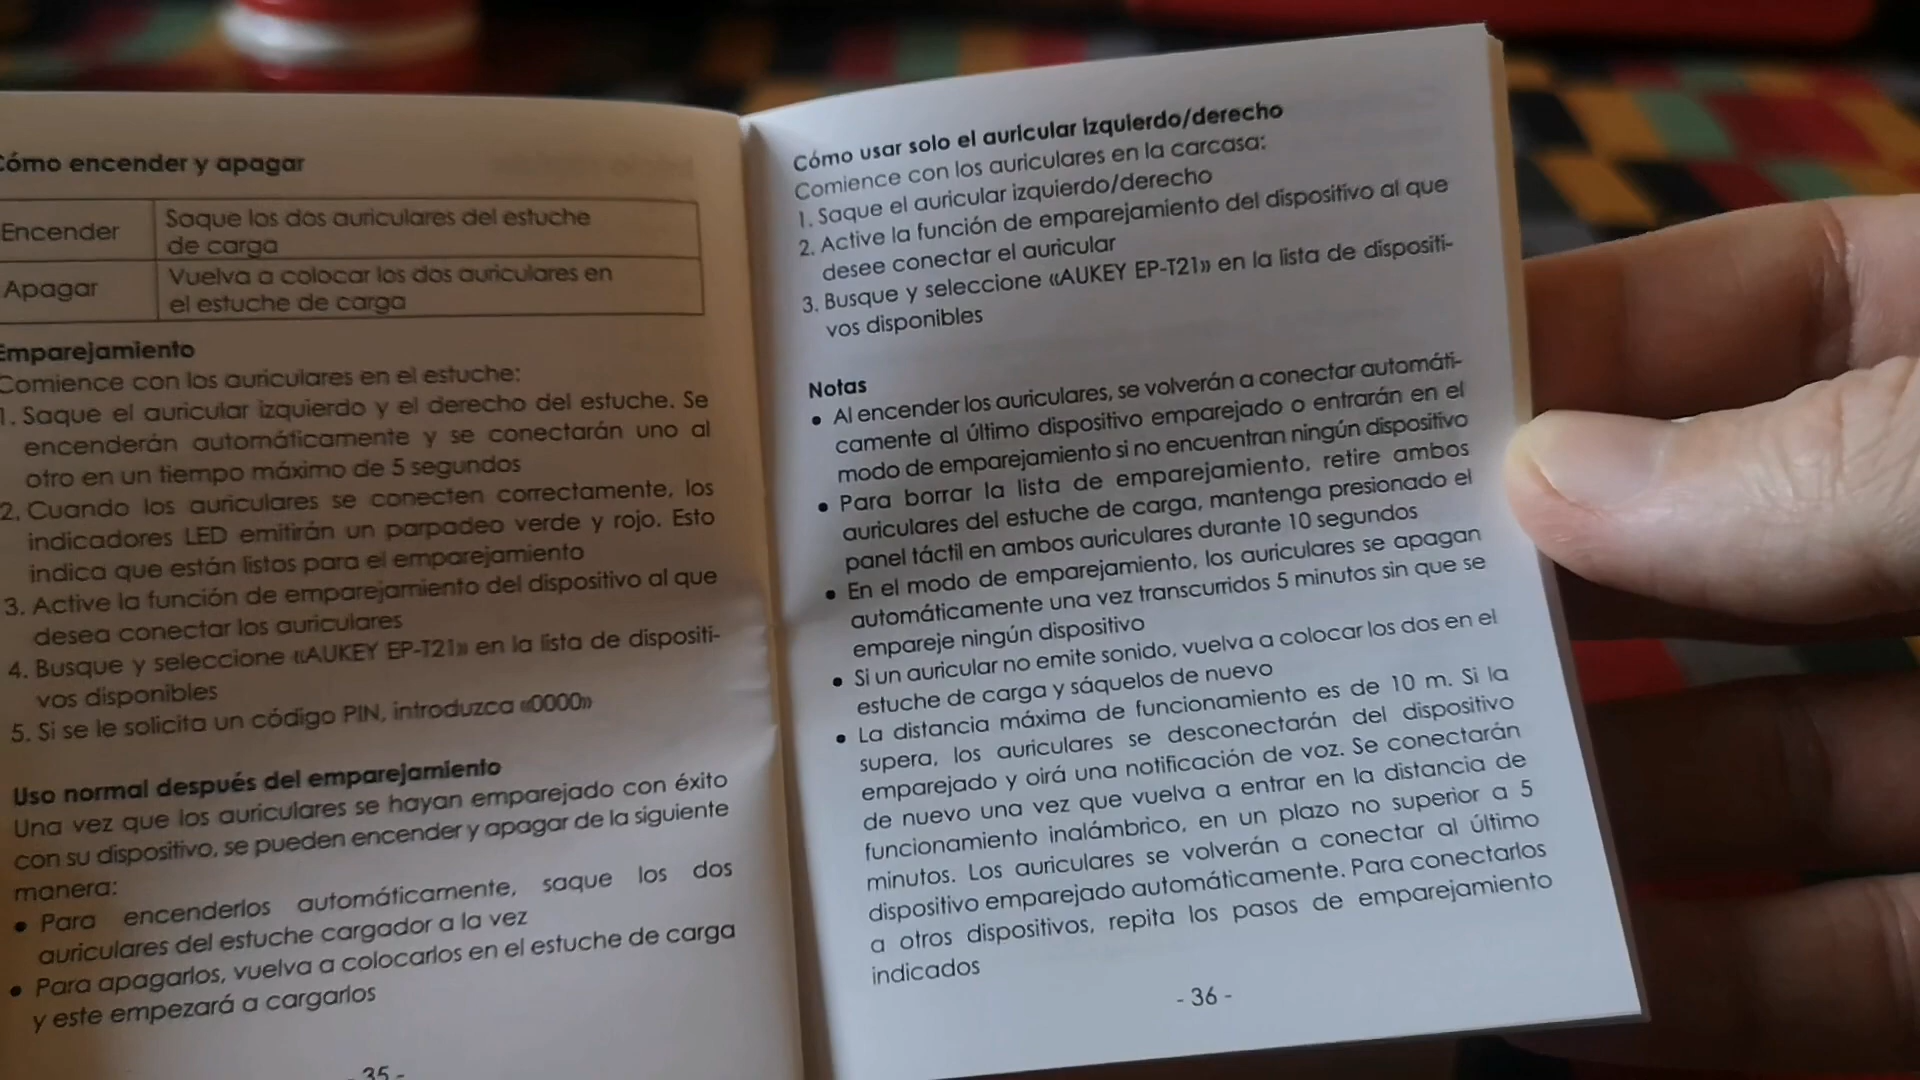 Cómo encender y apagar
Encender
Saque los dos auriculares del estuche
de carga
Apagar
Vuelva a colocar los dos auriculares en
el estuche de carga
Emparejamiento
Comience con los auriculares en el estuche:
1. Saque el auricular izquierdo y el derecho del estuche. Se
encenderán automáticamente y se conectarán uno al
otro en un tiempo máximo de 5 segundos
2. Cuando los auriculares se conecten correctamente, los
indicadores LED emitirán un parpadeo verde y rojo. Esto
indica que están listos para el emparejamiento
3. Active la función de emparejamiento del dispositivo al que
desea conectar los auriculares
4. Busque y seleccione «AUKEY EP-T21» en la lista de dispositi-
vos disponibles
5. Si se le solicita un código PIN, introduzca «0000»
Uso normal después del emparejamiento
Una vez que los auriculares se hayan emparejado con éxito
con su dispositivo, se pueden encender y apagar de la siguiente
manera:
• Para encenderlos automáticamente, saque los dos
auriculares del estuche cargador a la vez
• Para apagarlos, vuelva a colocarlos en el estuche de carga
y este empezará a cargarlos
35 -
Cómo usar solo el auricular izquierdo/derecho
Comience con los auriculares en la carcasa:
1. Saque el auricular izquierdo/derecho
2. Active la función de emparejamiento del dispositivo al que
desee conectar el auricular
3. Busque y seleccione «AUKEY EP-T21» en la lista de dispositi-
vos disponibles
Notas
• Al encender los auriculares, se volverán a conectar automáti-
camente al último dispositivo emparejado o entrarán en el
modo de emparejamiento si no encuentran ningún dispositivo
• Para borrar la lista de emparejamiento, retire ambos
auriculares del estuche de carga, mantenga presionado el
panel táctil en ambos auriculares durante 10 segundos
• En el modo de emparejamiento, los auriculares se apagan
automáticamente una vez transcurridos 5 minutos sin que se
empareje ningún dispositivo
• Si un auricular no emite sonido, vuelva a colocar los dos en el
estuche de carga y sáquelos de nuevo
• La distancia máxima de funcionamiento es de 10 m. Si la
supera, los auriculares se desconectarán del dispositivo
emparejado y oirá una notificación de voz. Se conectarán
de nuevo una vez que vuelva a entrar en la distancia de
funcionamiento inalámbrico, en un plazo no superior a 5
minutos. Los auriculares se volverán a conectar al último
dispositivo emparejado automáticamente. Para conectarlos
a otros dispositivos, repita los pasos de emparejamiento
indicados
- 36 -